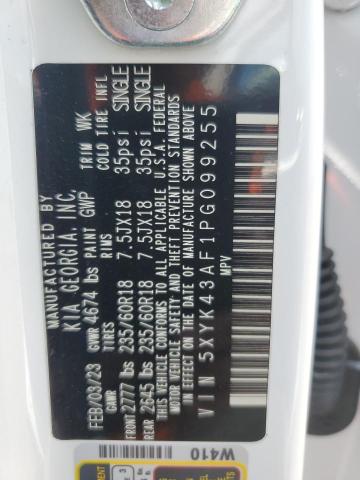 MANUFACTURED BY
KIA GEORGIA, INC.
FEB/03/23 GVWR 4674 lbs PAINT GWP TRIM WK
GAWR TIRES RIMS COLD TIRE INFL
FRONT 2777 lbs 235/60R18 7.5JX18 35psi SINGLE
REAR 2645 lbs 235/60R18 7.5JX18 35psi SINGLE
THIS VEHICLE CONFORMS TO ALL APPLICABLE U.S.A. FEDERAL
MOTOR VEHICLE SAFETY AND THEFT PREVENTION STANDARDS
IN EFFECT ON THE DATE OF MANUFACTURE SHOWN ABOVE
VIN 5XYK43AF1PG099255
MPV
W410